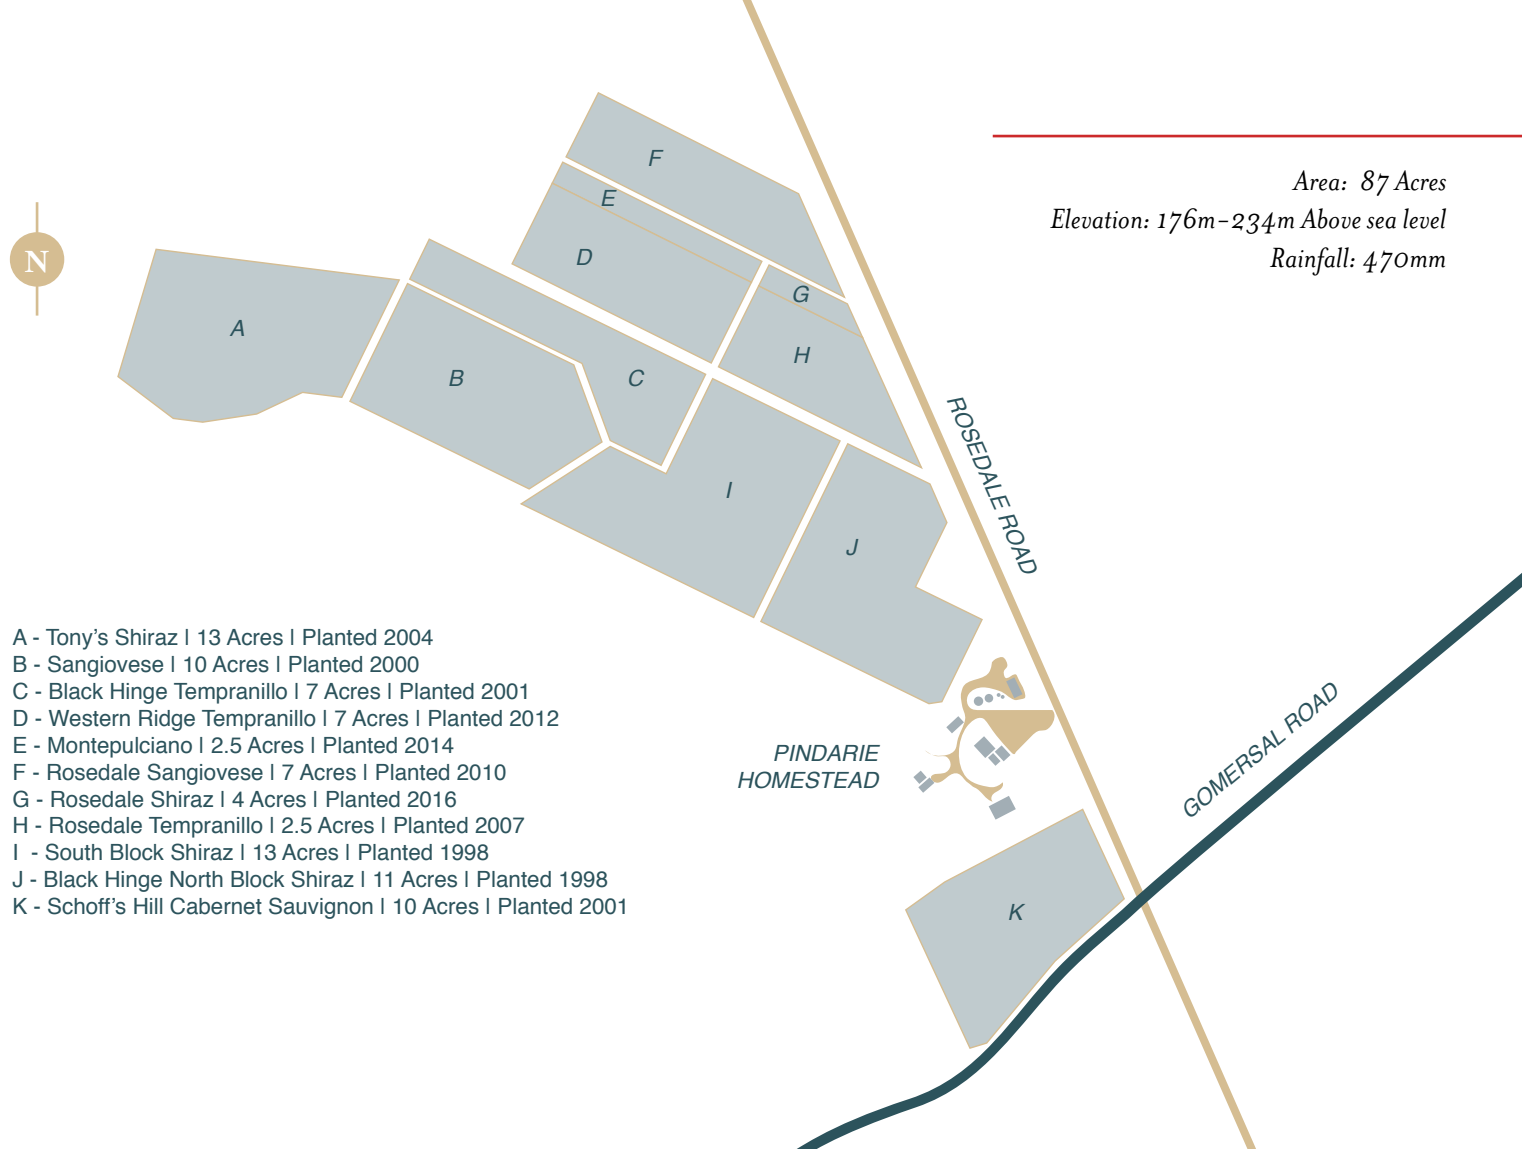 F
E
D
G
H
N
A
B
C
I
J
K
Area: 87 Acres
Elevation: 176m-234m Above sea level
Rainfall: 470mm
ROSEDALE ROAD
GOMERSAL ROAD
PINDARIE
HOMESTEAD
A - Tony's Shiraz | 13 Acres | Planted 2004
B - Sangiovese | 10 Acres | Planted 2000
C - Black Hinge Tempranillo | 7 Acres | Planted 2001
D - Western Ridge Tempranillo | 7 Acres | Planted 2012
E - Montepulciano | 2.5 Acres | Planted 2014
F - Rosedale Sangiovese | 7 Acres | Planted 2010
G - Rosedale Shiraz | 4 Acres | Planted 2016
H - Rosedale Tempranillo | 2.5 Acres | Planted 2007
I - South Block Shiraz | 13 Acres | Planted 1998
J - Black Hinge North Block Shiraz | 11 Acres | Planted 1998
K - Schoff's Hill Cabernet Sauvignon | 10 Acres | Planted 2001